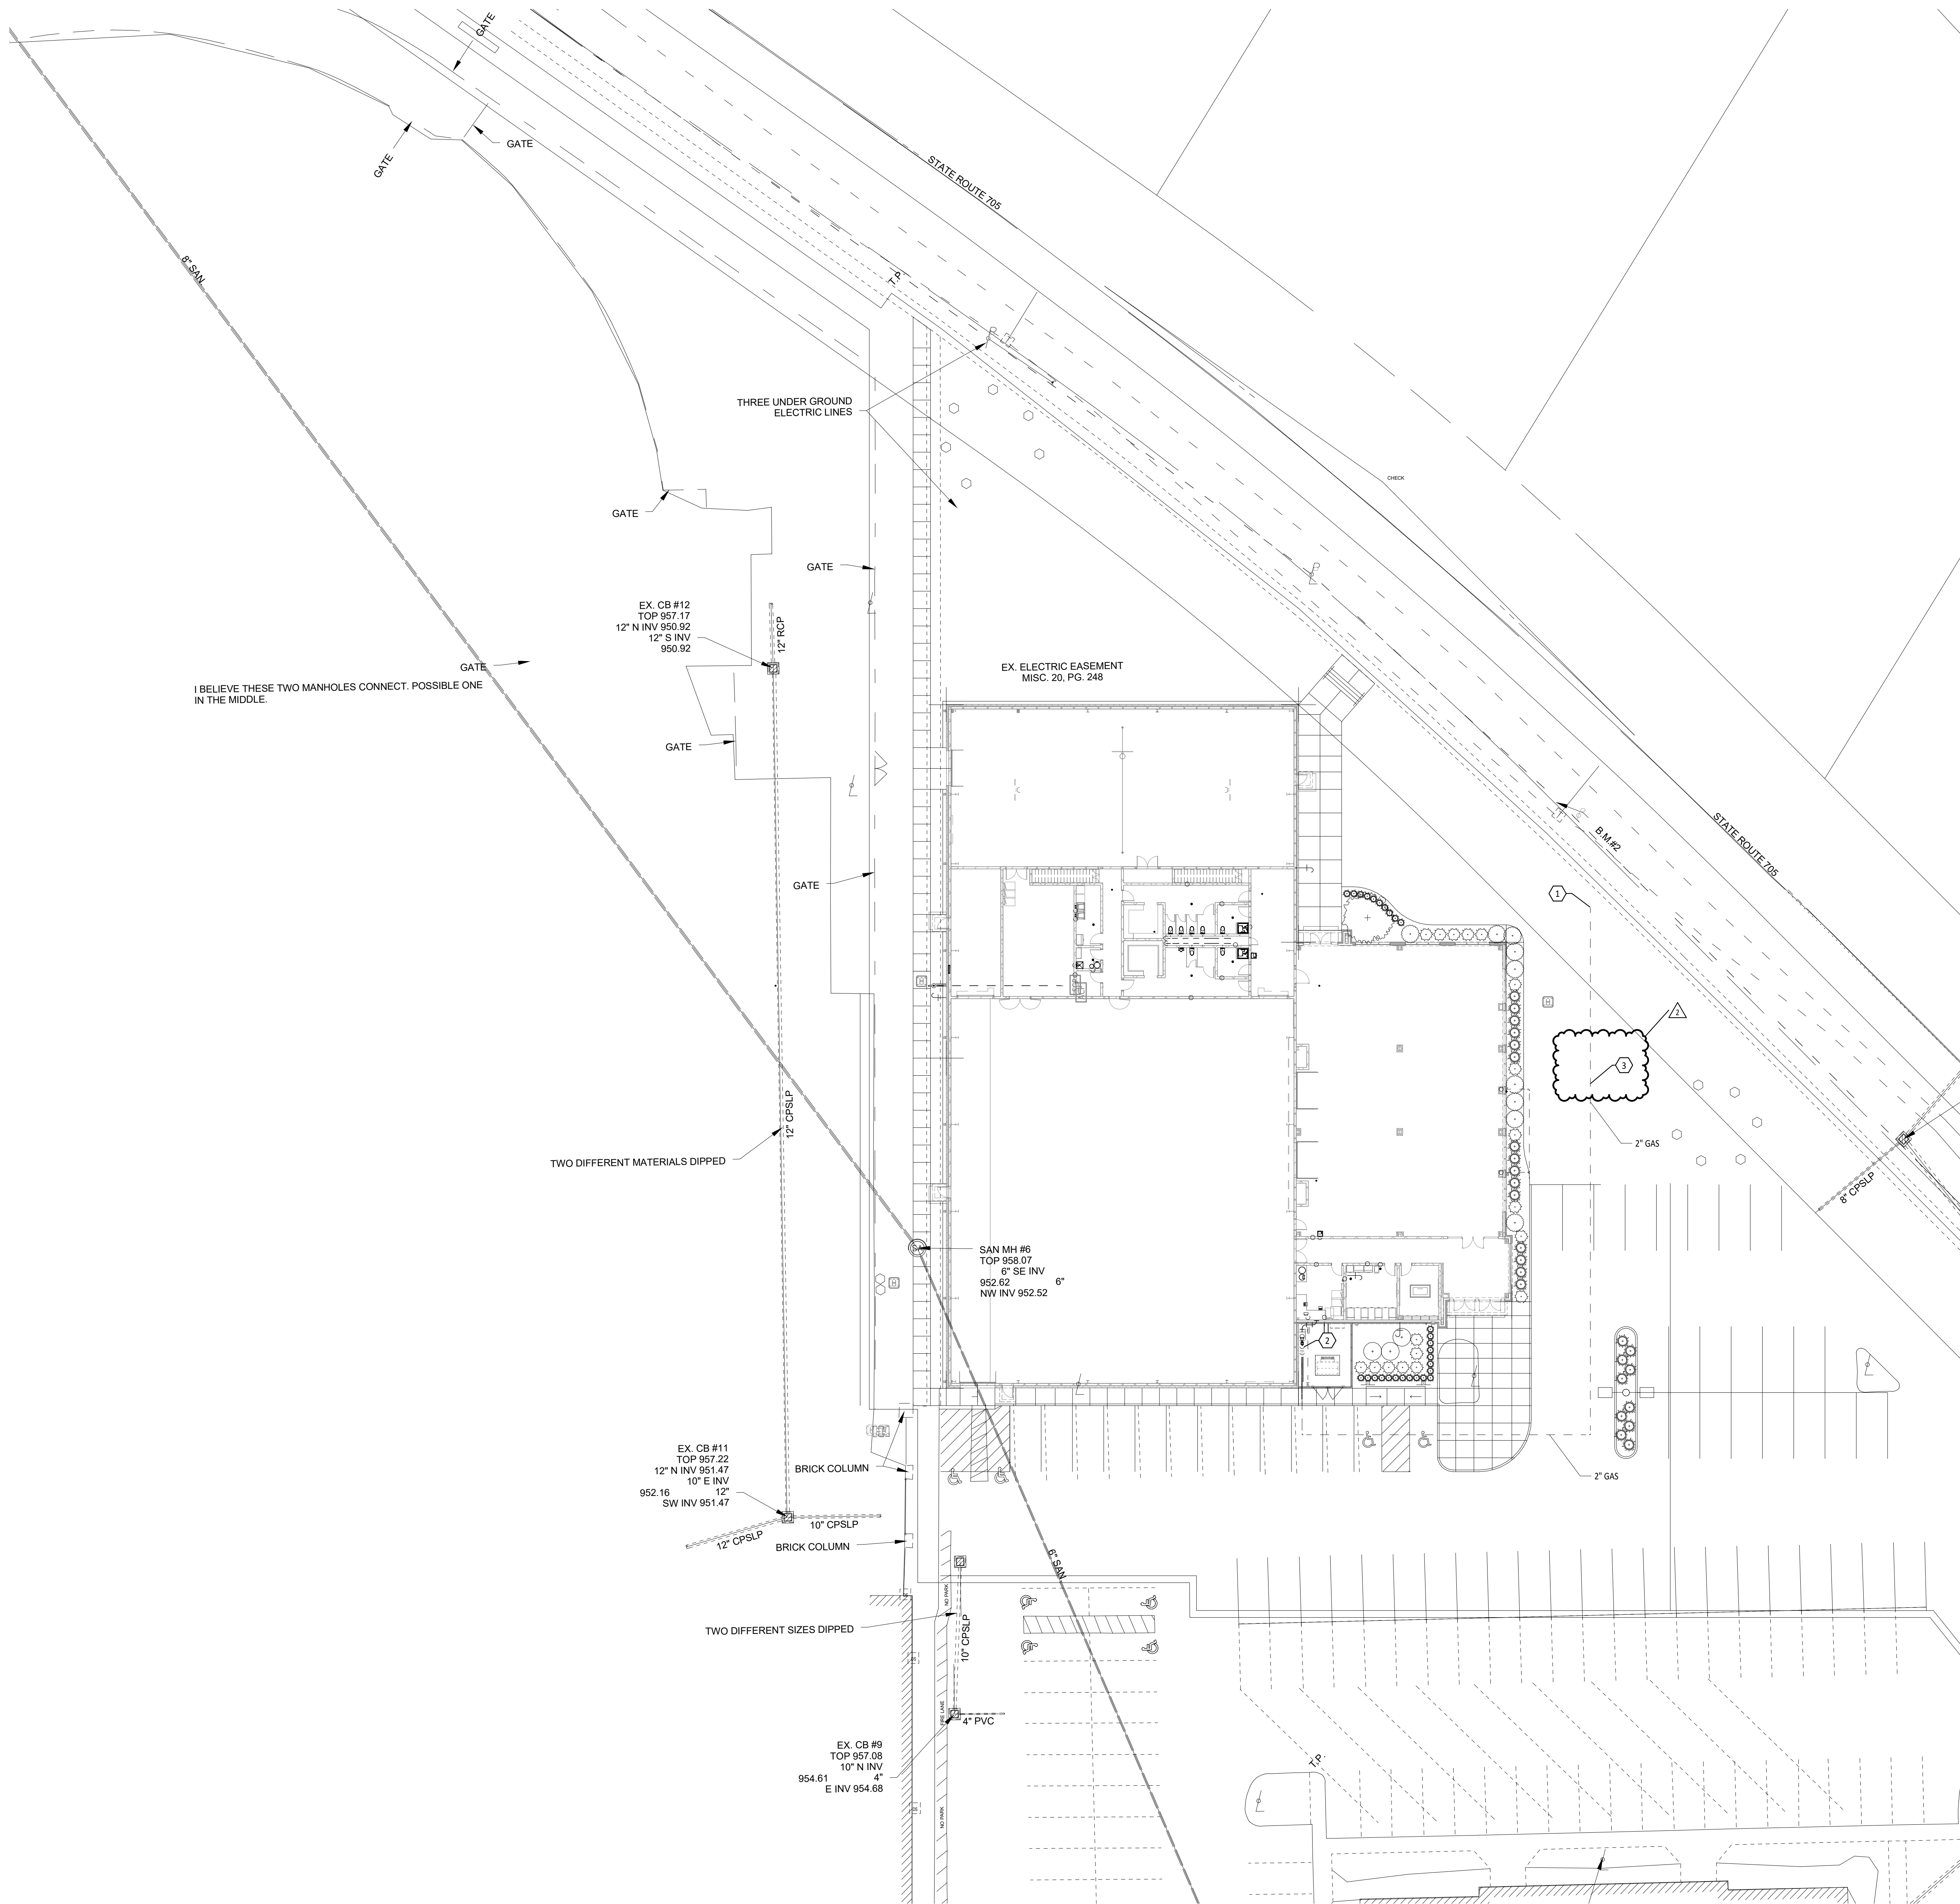 GATE
GATE
GATE
STATE ROUTE 705
8" SAN
T.P.
THREE UNDER GROUND
ELECTRIC LINES
CHECK
GATE
GATE
EX. CB #12
TOP 957.17
12" N INV 950.92
12" S INV
950.92
12" RCP
GATE
EX. ELECTRIC EASEMENT
MISC. 20, PG. 248
I BELIEVE THESE TWO MANHOLES CONNECT. POSSIBLE ONE
IN THE MIDDLE.
GATE
B.M.#2
STATE ROUTE 705
GATE
1
H
H
2
3
12" CPSLP
2" GAS
TWO DIFFERENT MATERIALS DIPPED
8" CPSLP
SAN MH #6
TOP 958.07
6" SE INV
952.62 6"
NW INV 952.52
H
2
EX. CB #11
TOP 957.22
12" N INV 951.47
10" E INV
952.16 12"
SW INV 951.47
BRICK COLUMN
2" GAS
10" CPSLP
12" CPSLP
BRICK COLUMN
6" SAN
NO PARK
TWO DIFFERENT SIZES DIPPED
10" CPSLP
FIRE LANE
4" PVC
EX. CB #9
TOP 957.08
10" N INV
954.61 4"
E INV 954.68
T.P.
NO PARK